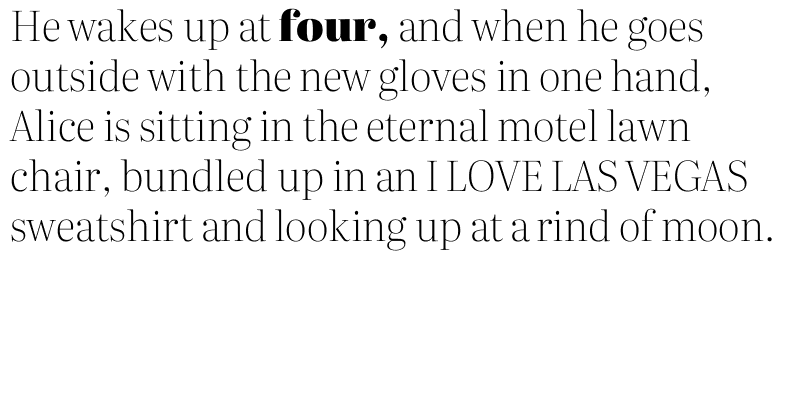 He wakes up at four, and when he goes
outside with the new gloves in one hand,
Alice is sitting in the eternal motel lawn
chair, bundled up in an I LOVE LAS VEGAS
sweatshirt and looking up at a rind of moon.